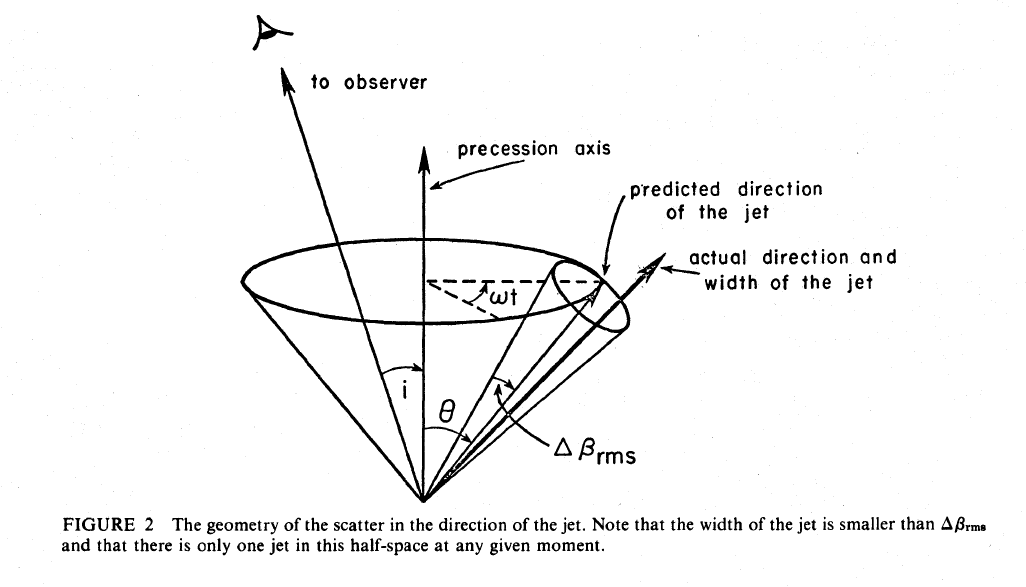 to observer
precession axis
predicted direction
of the jet
actual direction and
width of the jet
ωt
i
θ
Δβrms
FIGURE 2 The geometry of the scatter in the direction of the jet. Note that the width of the jet is smaller than Δβrms
and that there is only one jet in this half-space at any given moment.